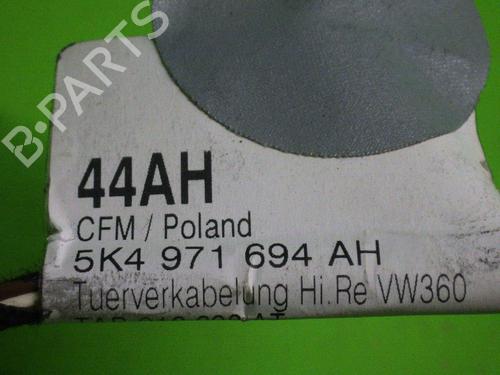 B-PARTS
44AH
CFM / Poland
5K4 971 694 AH
Tuerverkabelung Hi.Re VW360